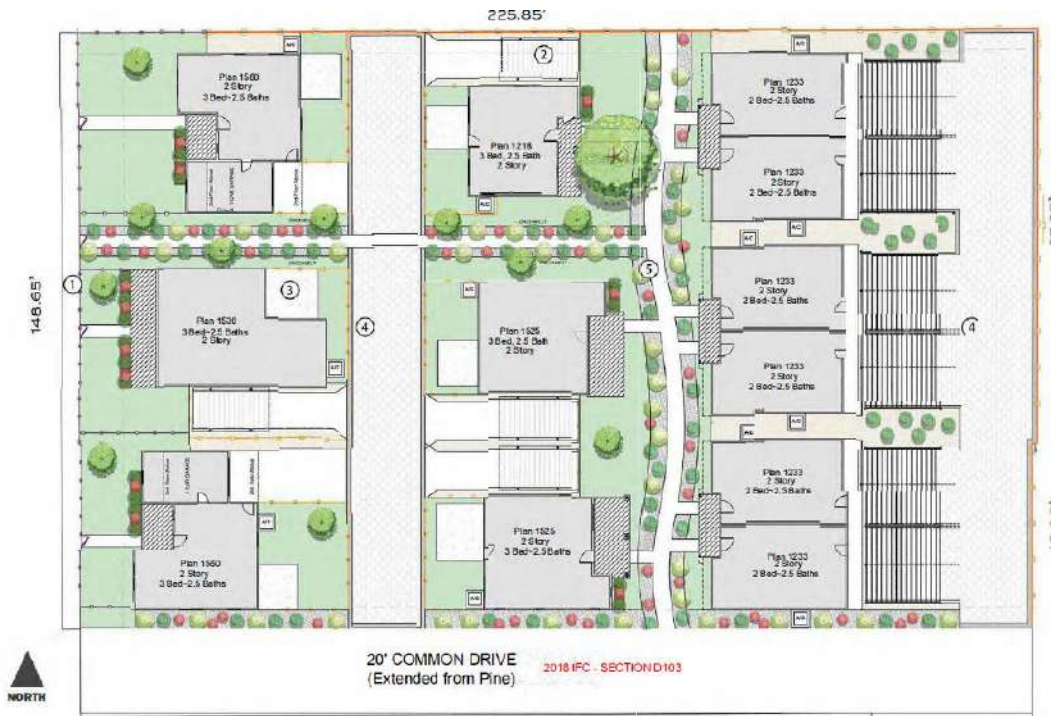 225.85'
148.65'
A/C
Plan 1560
2 Story
3 Bed-2.5 Baths
2
Plan 1218
3 Bed, 2.5 Bath
2 Story
A/C
A/C
Plan 1233
2 Story
2 Bed-2.5 Baths
Plan 1233
2 Story
2 Bed-2.5 Baths
A/C
A/C
1
3
Plan 1530
3 Bed-2.5 Baths
2 Story
A/C
4
A/C
Plan 1525
3 Bed, 2.5 Bath
2 Story
5
Plan 1233
2 Story
2 Bed-2.5 Baths
Plan 1233
2 Story
2 Bed-2.5 Baths
4
A/C
A/C
Plan 1560
2 Story
3 Bed-2.5 Baths
Plan 1525
2 Story
3 Bed-2.5 Baths
Plan 1233
2 Story
2 Bed-2.5 Baths
Plan 1233
2 Story
2 Bed-2.5 Baths
NORTH
20' COMMON DRIVE
(Extended from Pine)
2018 IFC - SECTION D103